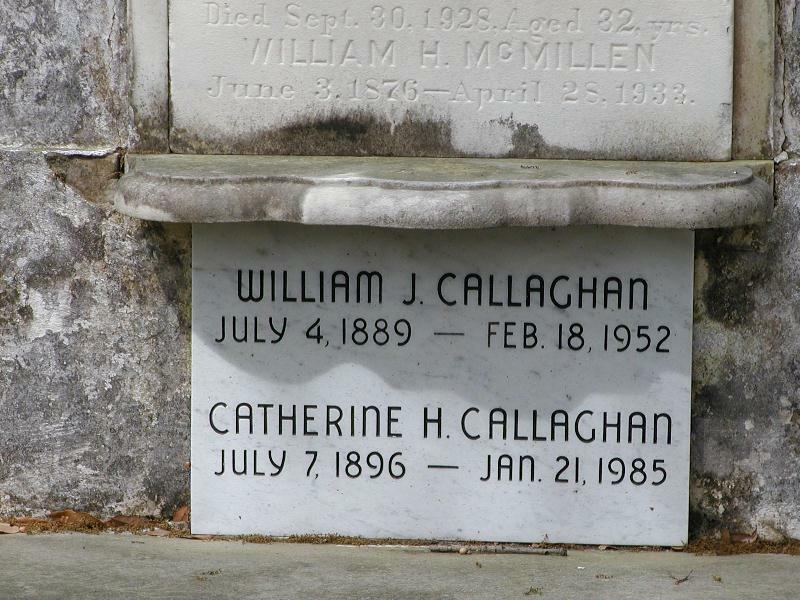 Died Sept. 30, 1928. Aged 32, yrs.
WILLIAM H. McMILLEN
June 3, 1876—April 28, 1933.
WILLIAM J. CALLAGHAN
JULY 4, 1889 — FEB. 18, 1952
CATHERINE H. CALLAGHAN
JULY 7, 1896 — JAN. 21, 1985